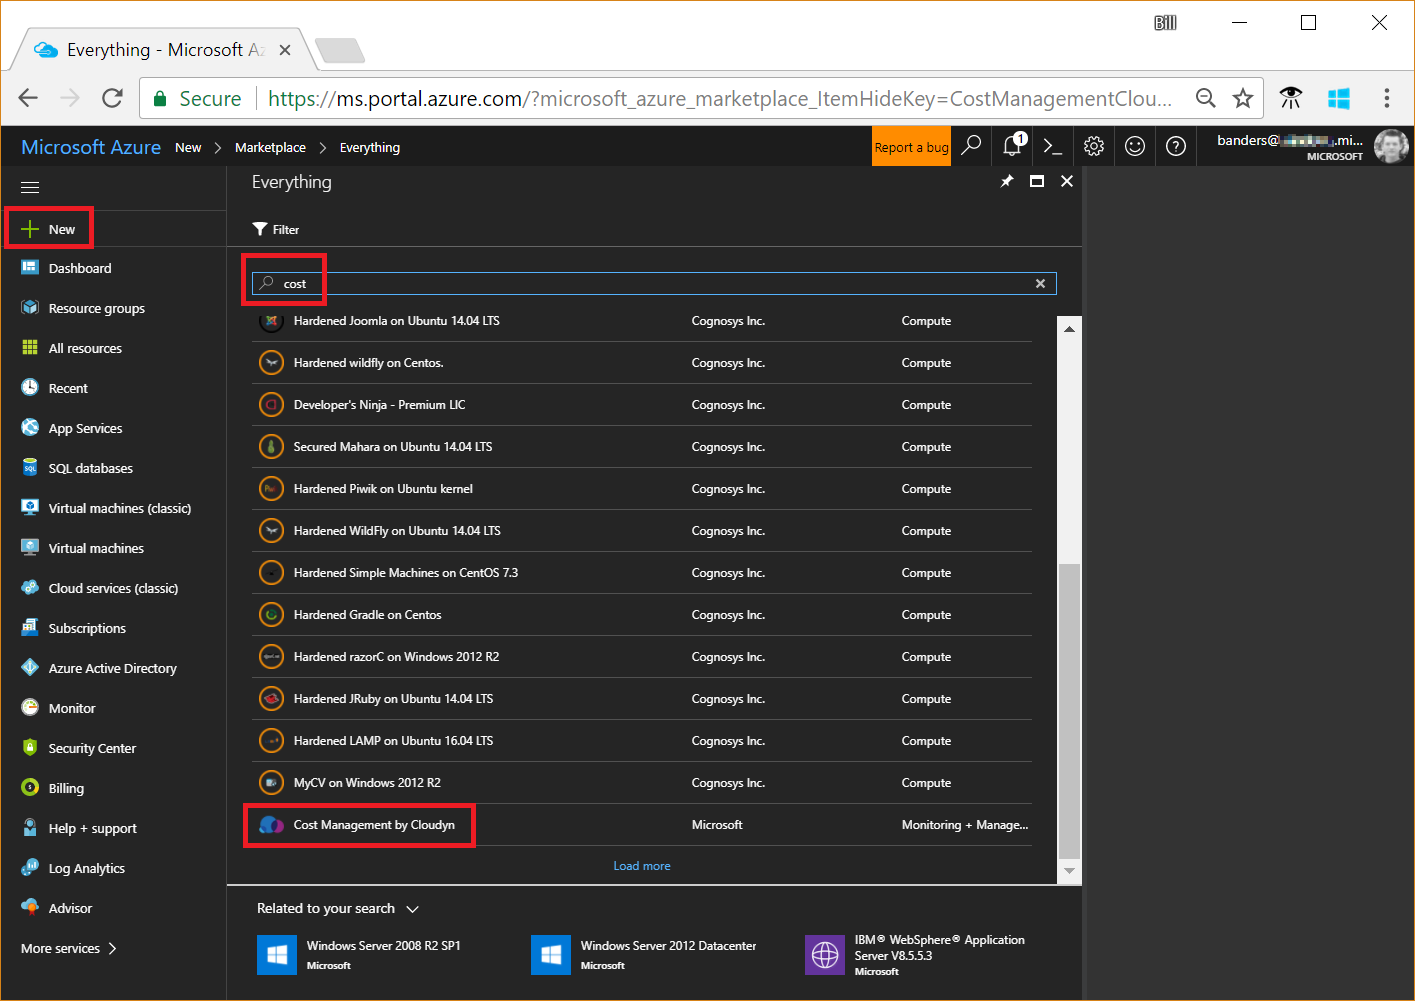 Bill
Everything - Microsoft Az
Secure https://ms.portal.azure.com/?microsoft_azure_marketplace_ItemHideKey=CostManagementClou...
Microsoft Azure New > Marketplace > Everything
Report a bug
1
banders@ .mi...
MICROSOFT
New
Dashboard
Resource groups
All resources
Recent
App Services
SQL databases
Virtual machines (classic)
Virtual machines
Cloud services (classic)
Subscriptions
Azure Active Directory
Monitor
Security Center
Billing
Help + support
Log Analytics
Advisor
More services >
Everything
Filter
cost
Hardened Joomla on Ubuntu 14.04 LTS Cognosys Inc. Compute
Hardened wildfly on Centos. Cognosys Inc. Compute
Developer's Ninja - Premium LIC Cognosys Inc. Compute
Secured Mahara on Ubuntu 14.04 LTS Cognosys Inc. Compute
Hardened Piwik on Ubuntu kernel Cognosys Inc. Compute
Hardened WildFly on Ubuntu 14.04 LTS Cognosys Inc. Compute
Hardened Simple Machines on CentOS 7.3 Cognosys Inc. Compute
Hardened Gradle on Centos Cognosys Inc. Compute
Hardened razorC on Windows 2012 R2 Cognosys Inc. Compute
Hardened JRuby on Ubuntu 14.04 LTS Cognosys Inc. Compute
Hardened LAMP on Ubuntu 16.04 LTS Cognosys Inc. Compute
MyCV on Windows 2012 R2 Cognosys Inc. Compute
Cost Management by Cloudyn Microsoft Monitoring + Manage...
Load more
Related to your search
Windows Server 2008 R2 SP1
Microsoft
Windows Server 2012 Datacenter
Microsoft
IBM® WebSphere® Application
Server V8.5.5.3
Microsoft